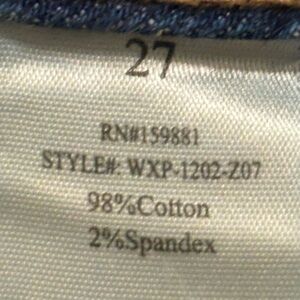 27
RN#159881
STYLE#: WXP-1202-Z07
98%Cotton
2%Spandex